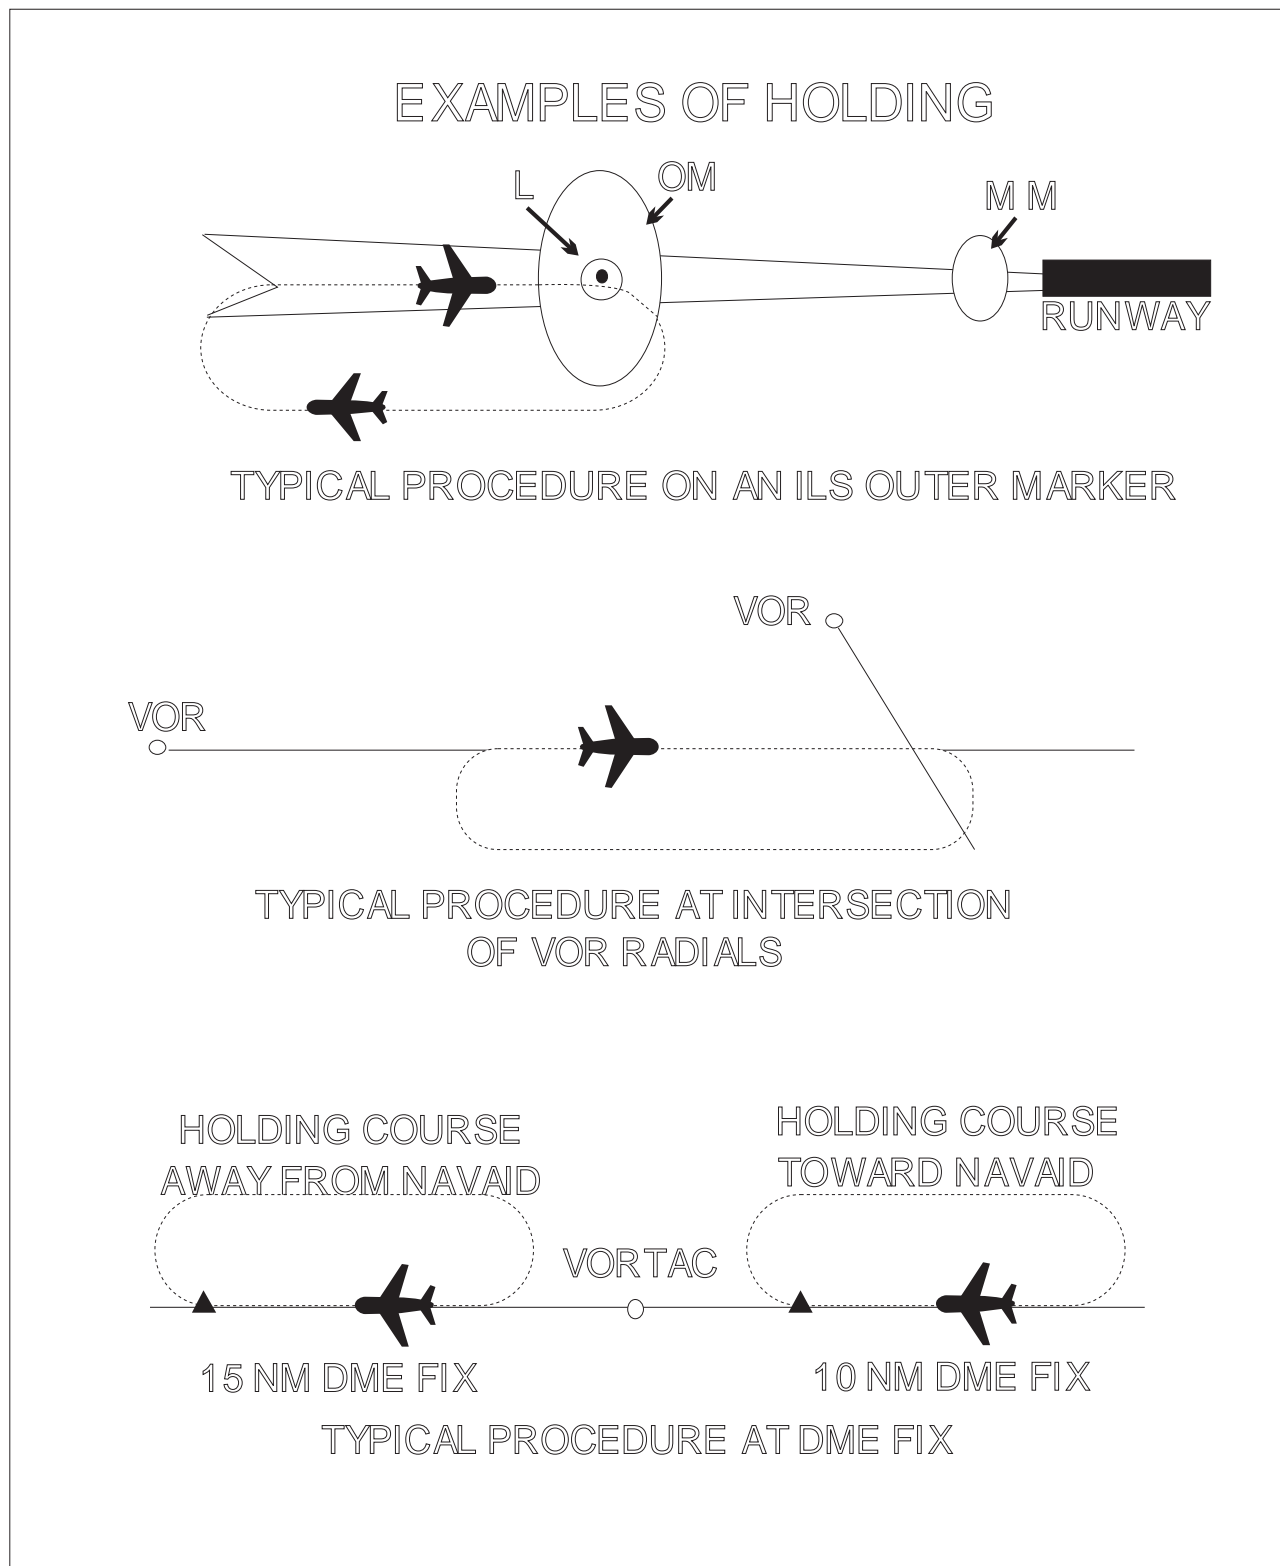 EXAMPLES OF HOLDING
L
OM
MM
RUNWAY
TYPICAL PROCEDURE ON AN ILS OUTER MARKER
VOR
VOR
TYPICAL PROCEDURE AT INTERSECTION
OF VOR RADIALS
HOLDING COURSE
AWAY FROM NAVAID
HOLDING COURSE
TOWARD NAVAID
VORTAC
15 NM DME FIX
10 NM DME FIX
TYPICAL PROCEDURE AT DME FIX